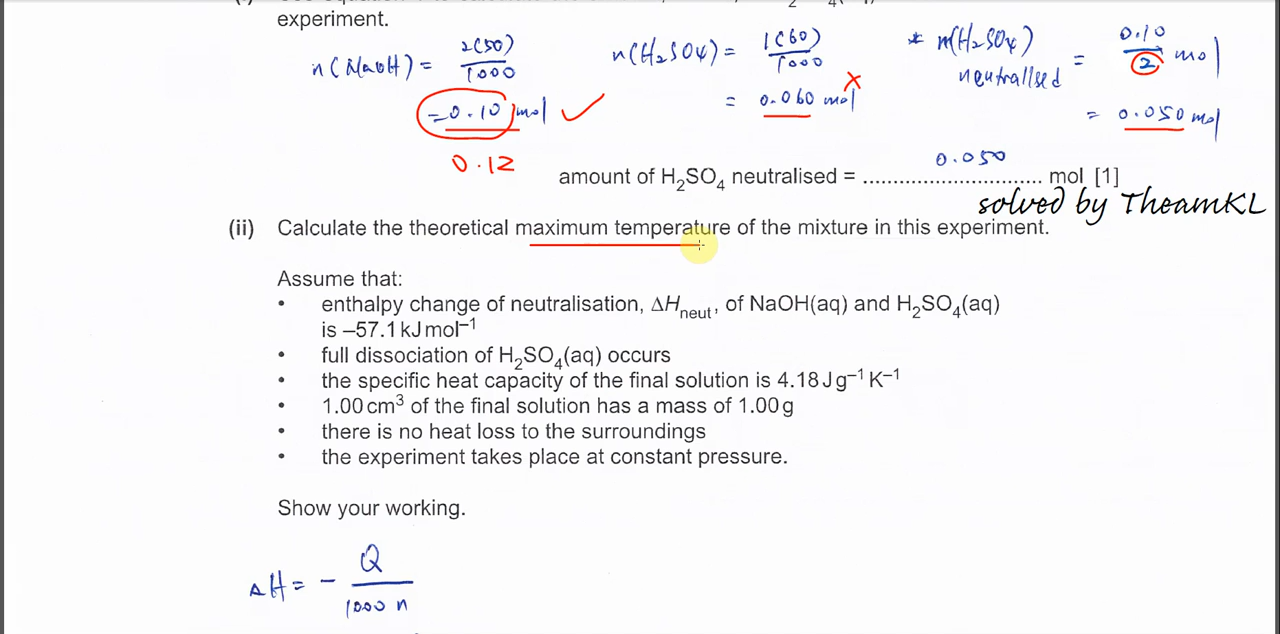 experiment.
n(NaOH) = 2(50)/1000
= 0.10 mol ✓
0.12
n(H₂SO₄) = 1(60)/1000
= 0.060 mol ✗
* n(H₂SO₄) neutralised = 0.10/2 mol
= 0.050 mol
0.050
amount of H₂SO₄ neutralised = .............................. mol [1]
solved by TheamKL
(ii) Calculate the theoretical maximum temperature of the mixture in this experiment.
Assume that:
• enthalpy change of neutralisation, ΔHneut, of NaOH(aq) and H₂SO₄(aq)
is –57.1 kJ mol⁻¹
• full dissociation of H₂SO₄(aq) occurs
• the specific heat capacity of the final solution is 4.18 J g⁻¹ K⁻¹
• 1.00 cm³ of the final solution has a mass of 1.00 g
• there is no heat loss to the surroundings
• the experiment takes place at constant pressure.
Show your working.
ΔH = – Q/1000 n